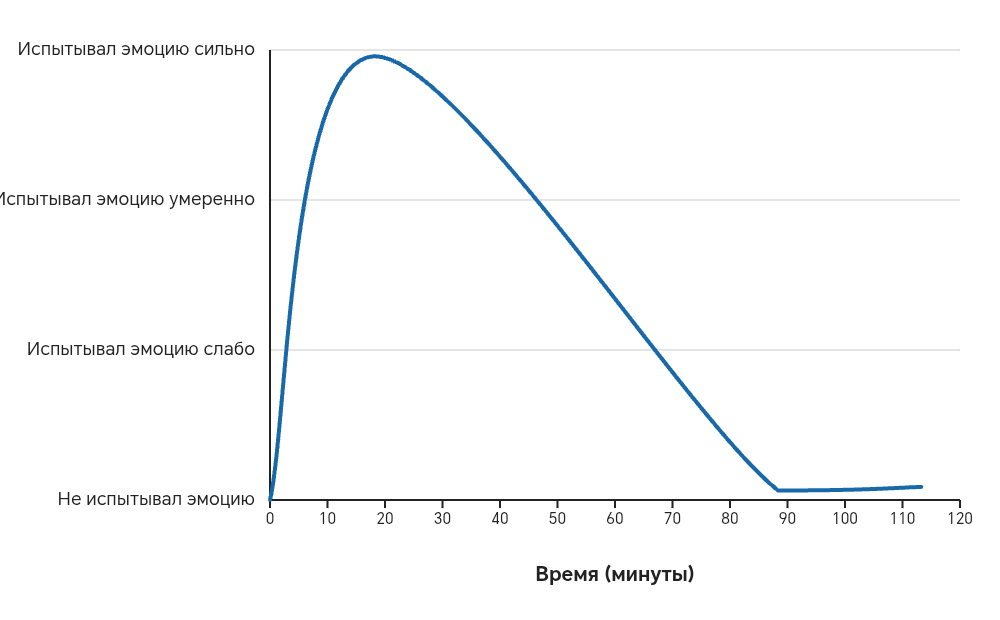 Испытывал эмоцию сильно
Испытывал эмоцию умеренно
Испытывал эмоцию слабо
Не испытывал эмоцию
0 10 20 30 40 50 60 70 80 90 100 110 120
Время (минуты)